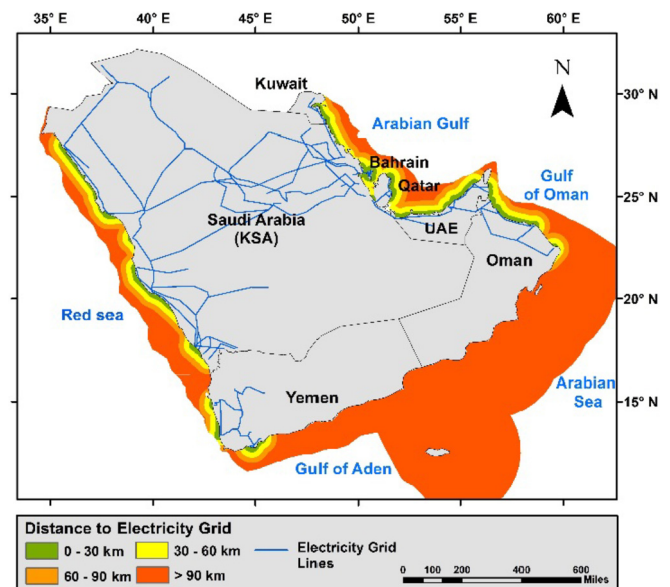 35° E 40° E 45° E 50° E 55° E 60° E
N
Kuwait
30° N
Arabian Gulf
Bahrain
Qatar
Gulf
of Oman
25° N
Saudi Arabia
(KSA)
UAE
Oman
20° N
Red sea
Arabian
Sea
Yemen
15° N
Gulf of Aden
Distance to Electricity Grid
0 - 30 km
30 - 60 km
Electricity Grid
Lines
60 - 90 km
> 90 km
0 100 200 400 600
Miles